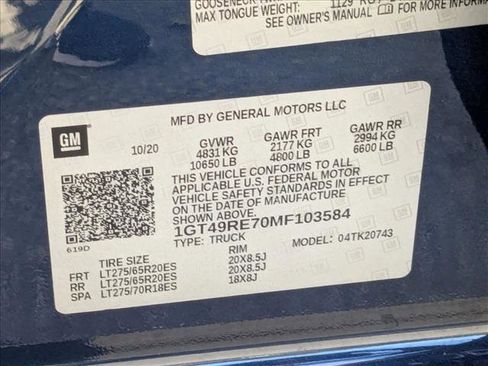 GOOSENECK
MAX TONGUE WEIGHT: 1129 KG
SEE OWNER'S MANUAL FOR MORE INFORMATION
MFD BY GENERAL MOTORS LLC
GM
10/20 GVWR GAWR FRT GAWR RR
4831 KG 2177 KG 2994 KG
10650 LB 4800 LB 6600 LB
THIS VEHICLE CONFORMS TO ALL
APPLICABLE U.S. FEDERAL MOTOR
VEHICLE SAFETY STANDARDS IN EFFECT
ON THE DATE OF MANUFACTURE
SHOWN ABOVE.
619D
1GT49RE70MF103584
TYPE: TRUCK MODEL: 04TK20743
TIRE SIZE RIM
FRT LT275/65R20ES 20X8.5J
RR LT275/65R20ES 20X8.5J
SPA LT275/70R18ES 18X8J